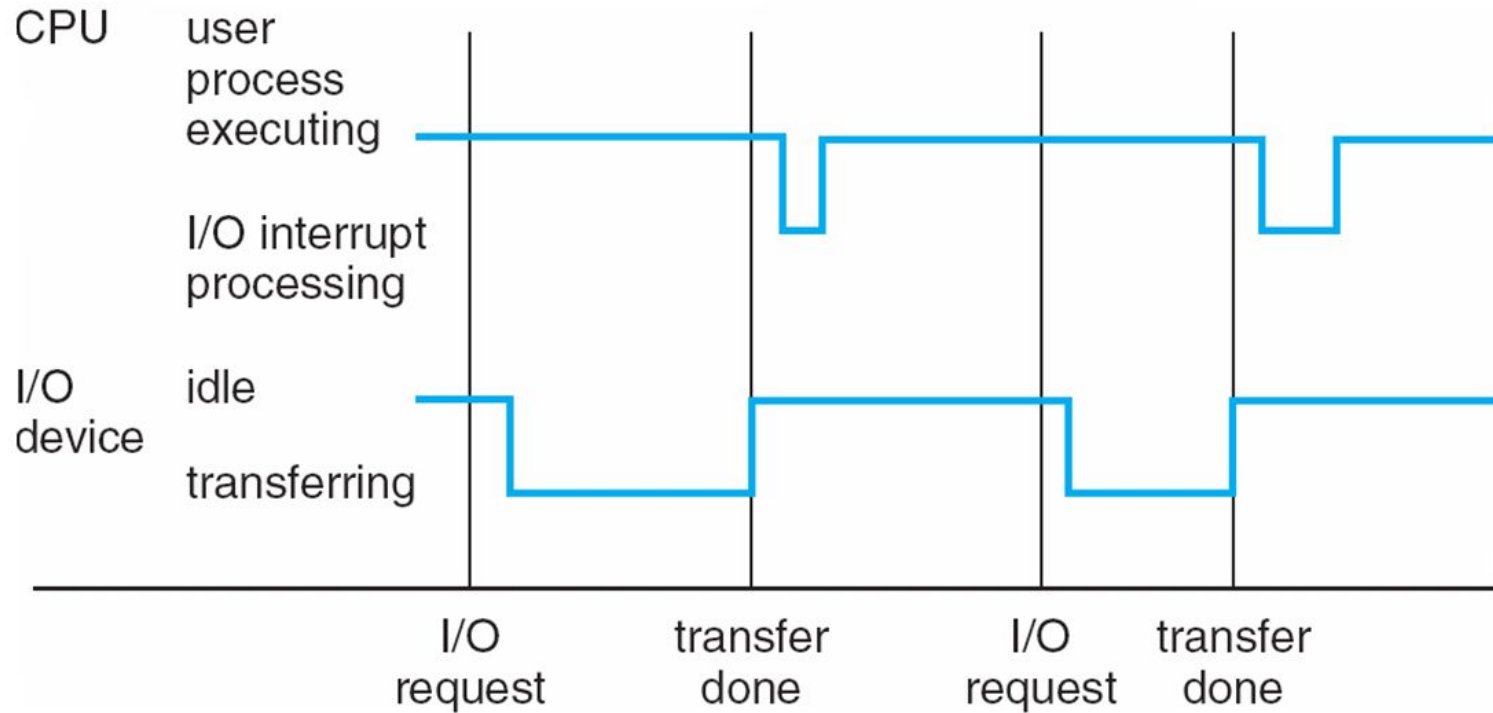 CPU
user
process
executing
I/O interrupt
processing
I/O
device
idle
transferring
I/O
request
transfer
done
I/O
request
transfer
done